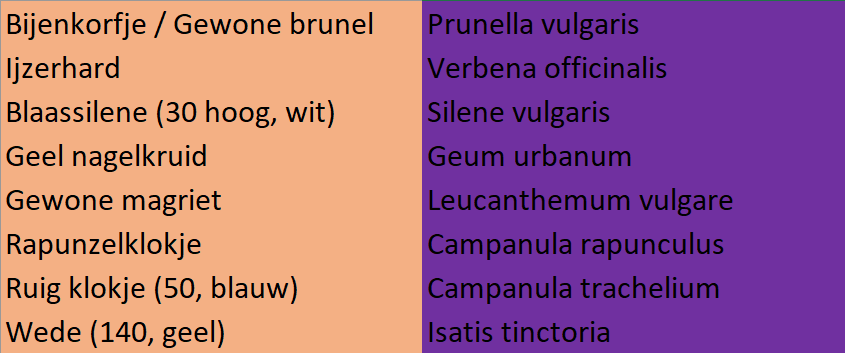 Bijenkorfje / Gewone brunel Prunella vulgaris
Ijzerhard Verbena officinalis
Blaassilene (30 hoog, wit) Silene vulgaris
Geel nagelkruid Geum urbanum
Gewone magriet Leucanthemum vulgare
Rapunzelklokje Campanula rapunculus
Ruig klokje (50, blauw) Campanula trachelium
Wede (140, geel) Isatis tinctoria